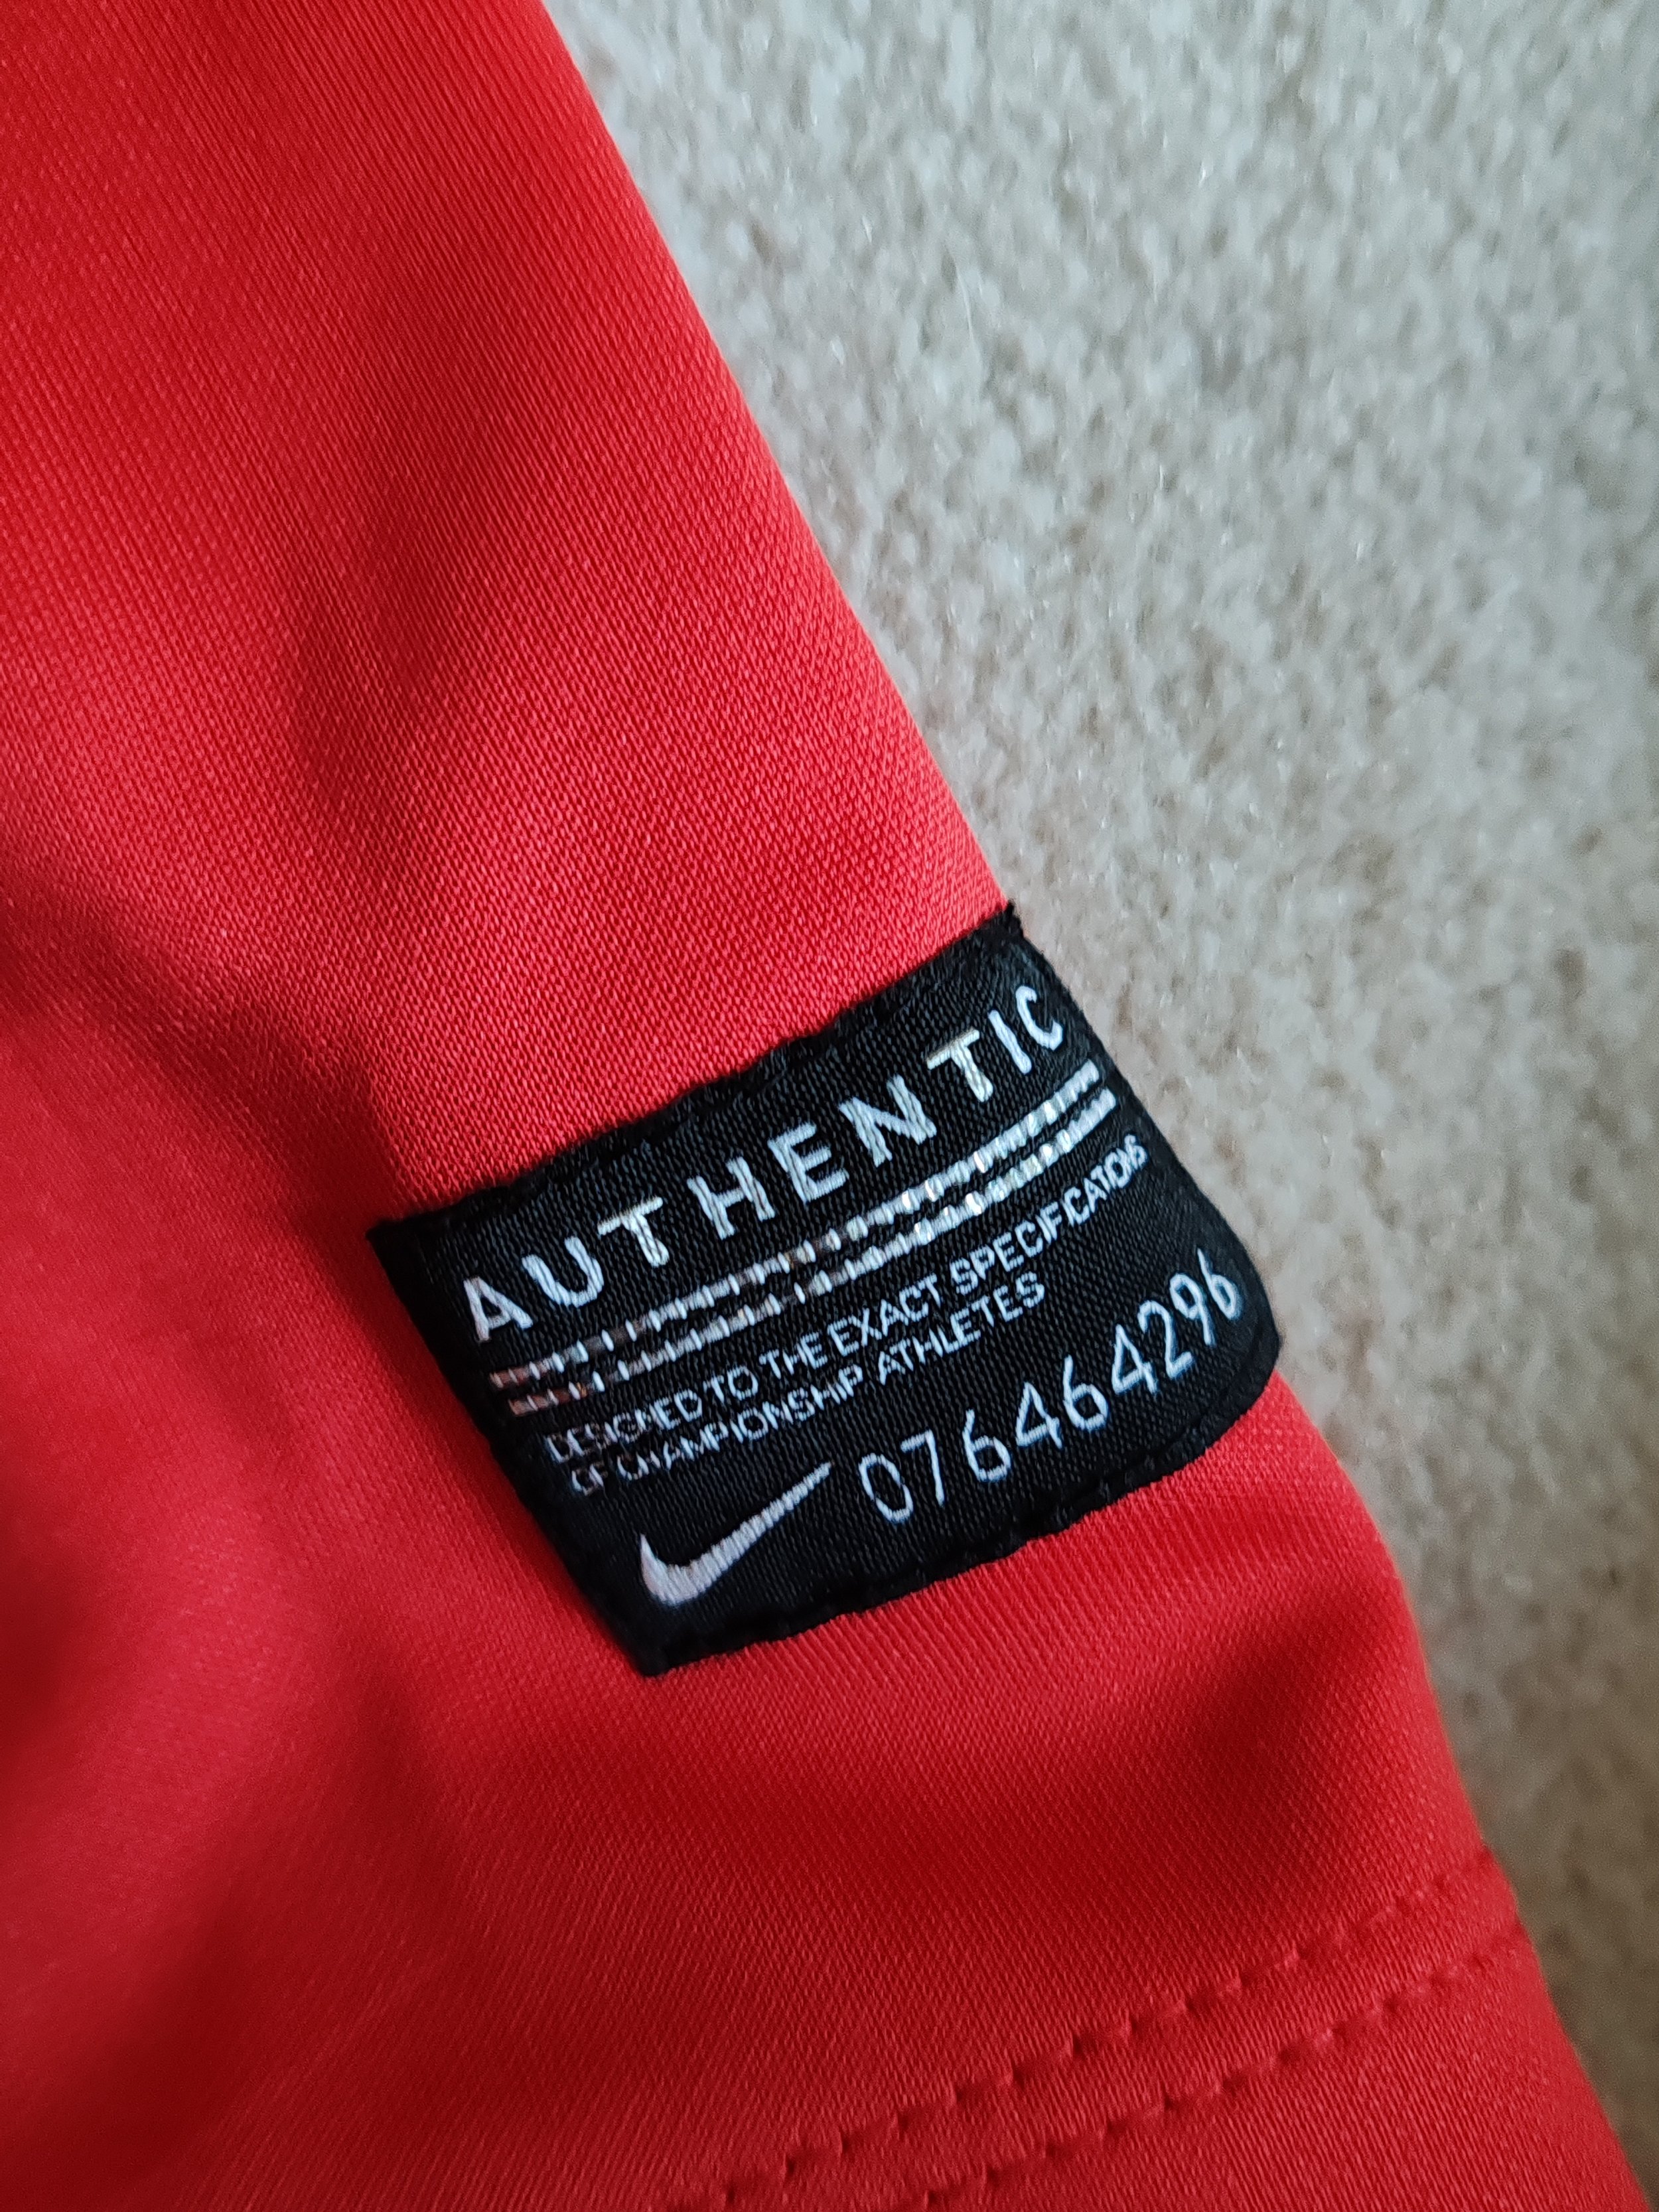 AUTHENTIC
DESIGNED TO THE EXACT SPECIFICATIONS
OF CHAMPIONSHIP ATHLETES
076464296